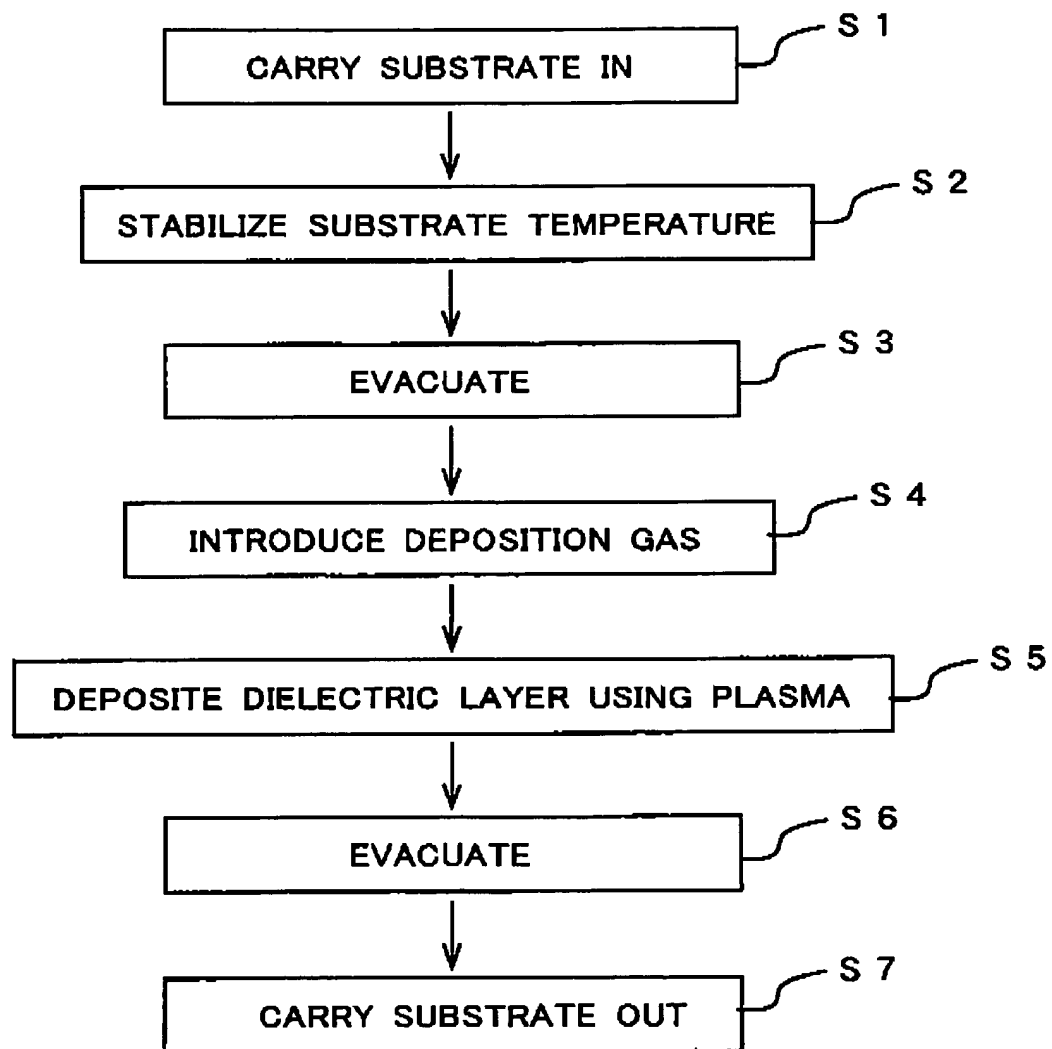 S 1
CARRY SUBSTRATE IN
S 2
STABILIZE SUBSTRATE TEMPERATURE
S 3
EVACUATE
S 4
INTRODUCE DEPOSITION GAS
S 5
DEPOSITE DIELECTRIC LAYER USING PLASMA
S 6
EVACUATE
S 7
CARRY SUBSTRATE OUT